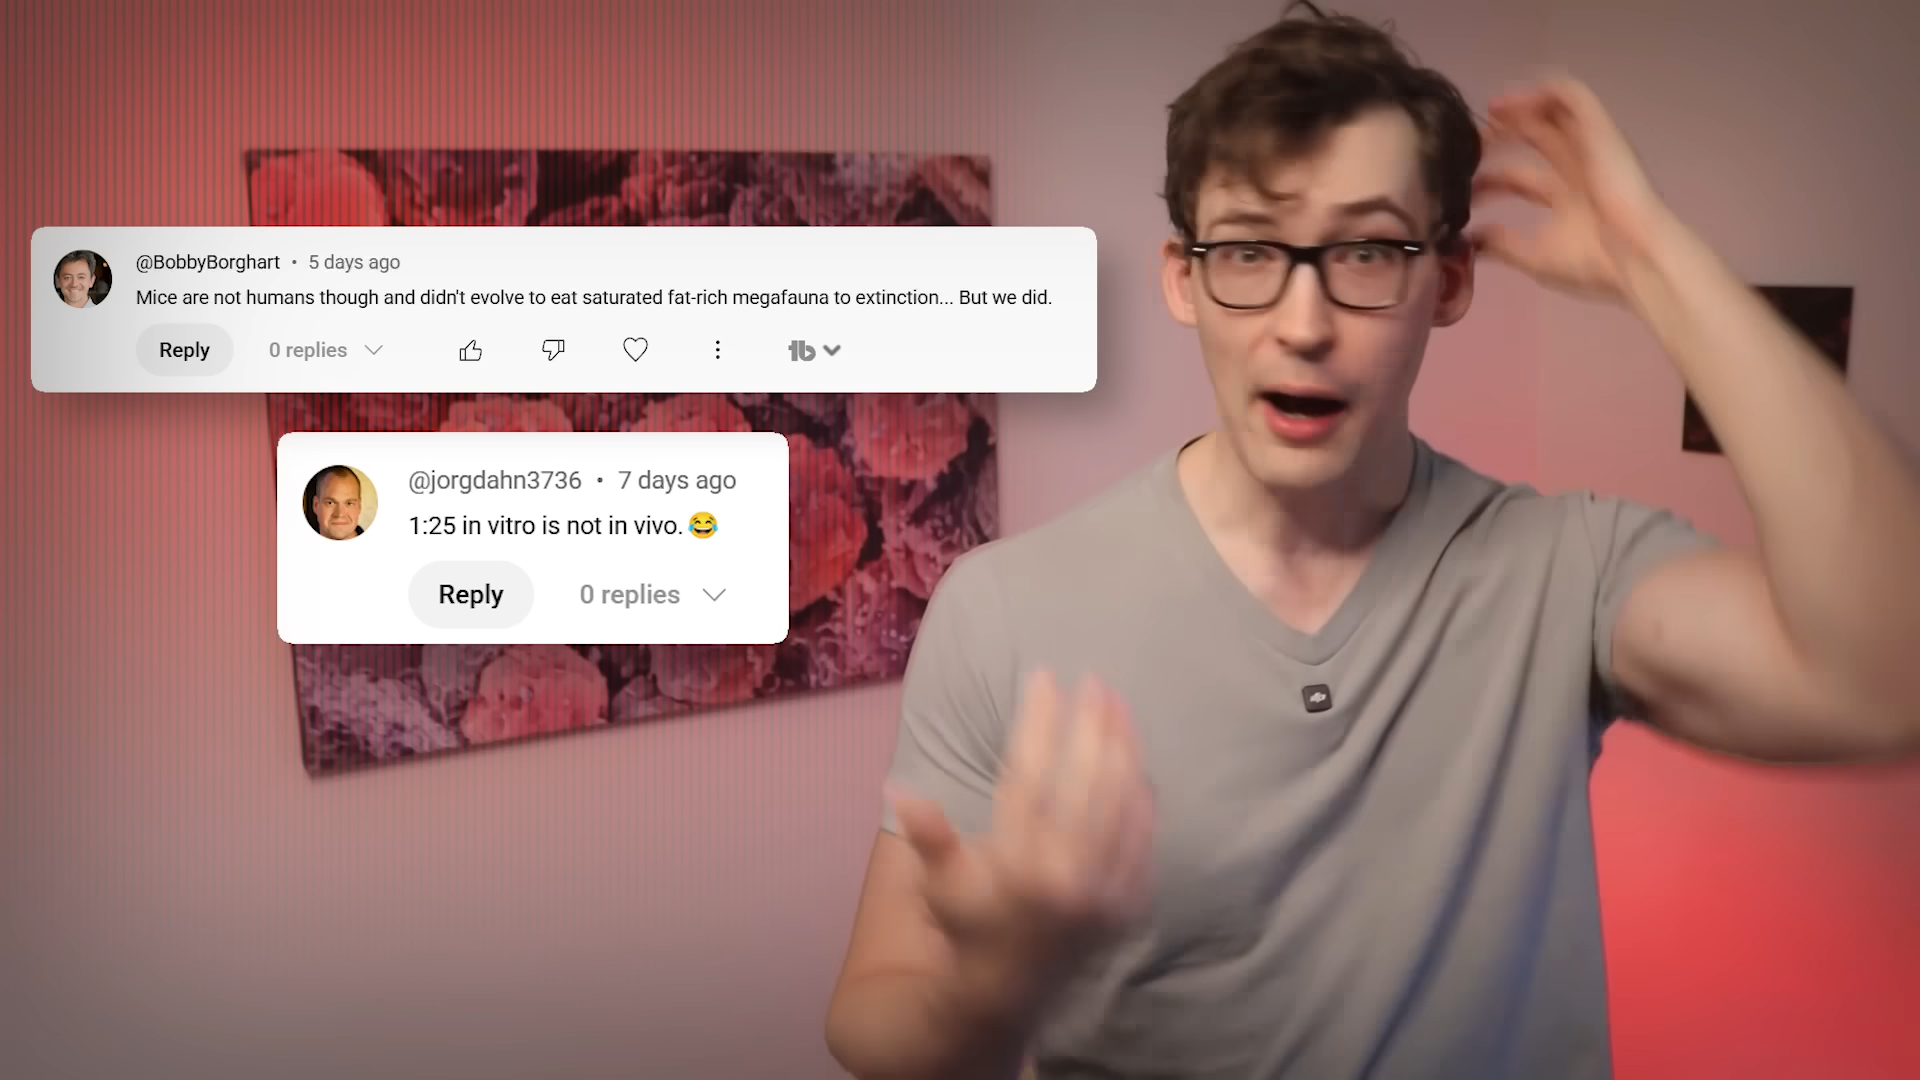 @BobbyBorghart • 5 days ago
Mice are not humans though and didn't evolve to eat saturated fat-rich megafauna to extinction... But we did.
Reply 0 replies
@jorgdahn3736 • 7 days ago
1:25 in vitro is not in vivo.😂
Reply 0 replies